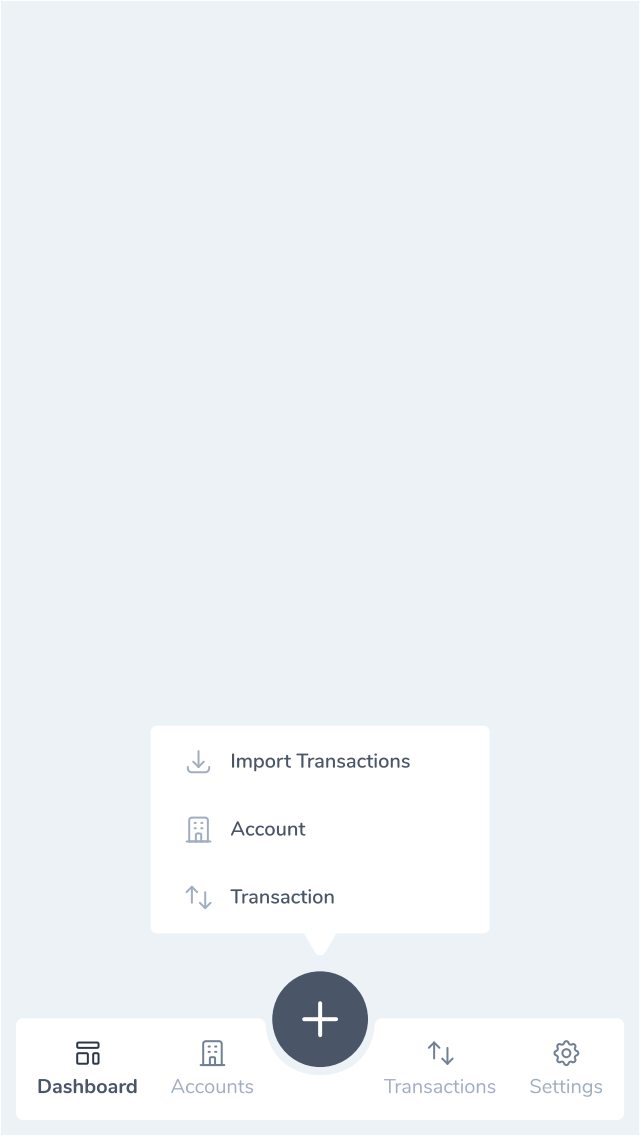 Import Transactions
Account
Transaction
Dashboard
Accounts
Transactions
Settings